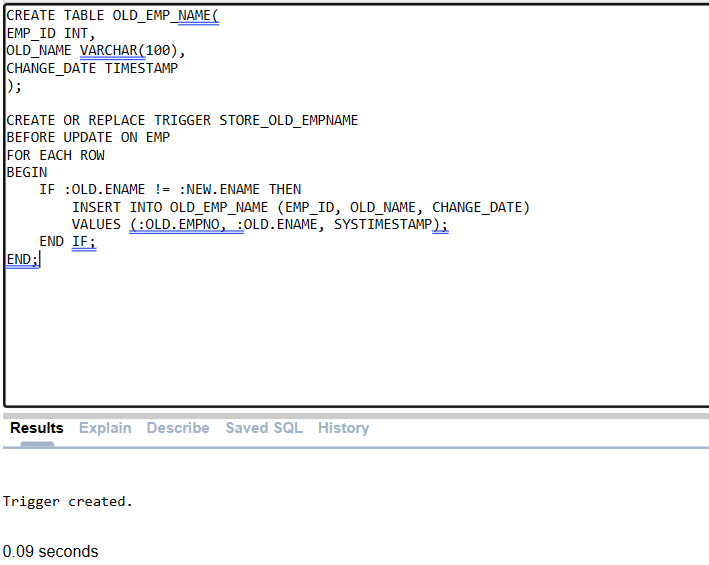 CREATE TABLE OLD_EMP_NAME(
EMP_ID INT,
OLD_NAME VARCHAR(100),
CHANGE_DATE TIMESTAMP
);

CREATE OR REPLACE TRIGGER STORE_OLD_EMPNAME
BEFORE UPDATE ON EMP
FOR EACH ROW
BEGIN
    IF :OLD.ENAME != :NEW.ENAME THEN
        INSERT INTO OLD_EMP_NAME (EMP_ID, OLD_NAME, CHANGE_DATE)
        VALUES (:OLD.EMPNO, :OLD.ENAME, SYSTIMESTAMP);
    END IF;
END;
Results Explain Describe Saved SQL History
Trigger created.
0.09 seconds